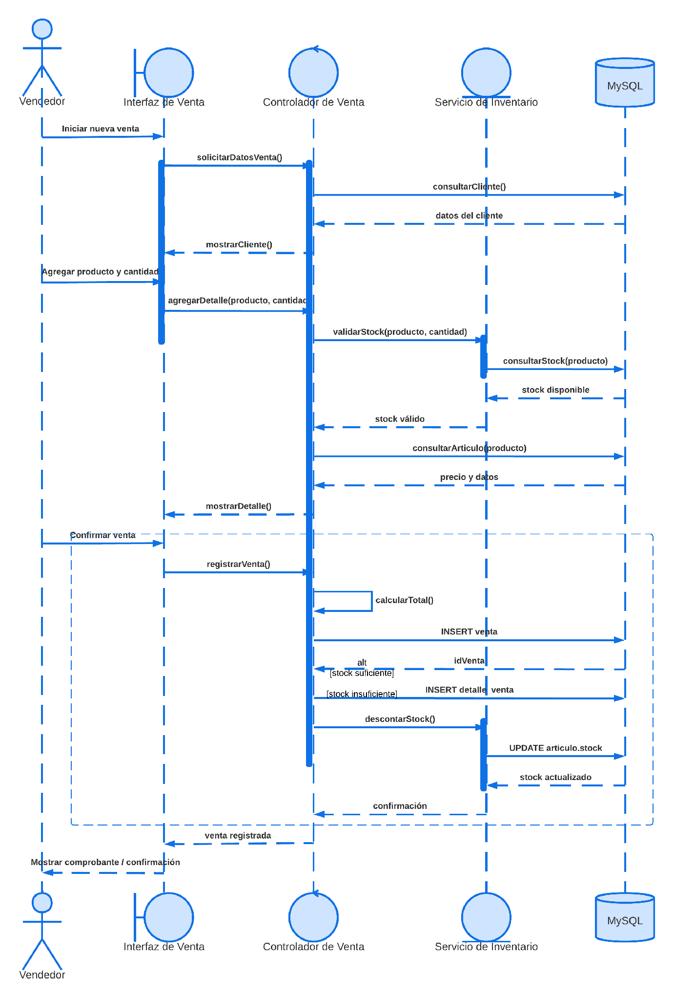 Vendedor
Interfaz de Venta
Controlador de Venta
Servicio de Inventario
MySQL
Iniciar nueva venta
solicitarDatosVenta()
consultarCliente()
datos del cliente
mostrarCliente()
Agregar producto y cantidad
agregarDetalle(producto, cantidad
validarStock(producto, cantidad)
consultarStock(producto)
stock disponible
stock válido
consultarArticulo(producto)
precio y datos
mostrarDetalle()
Confirmar venta
registrarVenta()
calcularTotal()
INSERT venta
alt
idVenta
[stock suficiente]
[stock insuficiente]
INSERT detalle_venta
descontarStock()
UPDATE articulo.stock
stock actualizado
confirmación
venta registrada
Mostrar comprobante / confirmación
MySQL
Interfaz de Venta
Controlador de Venta
Servicio de Inventario
Vendedor